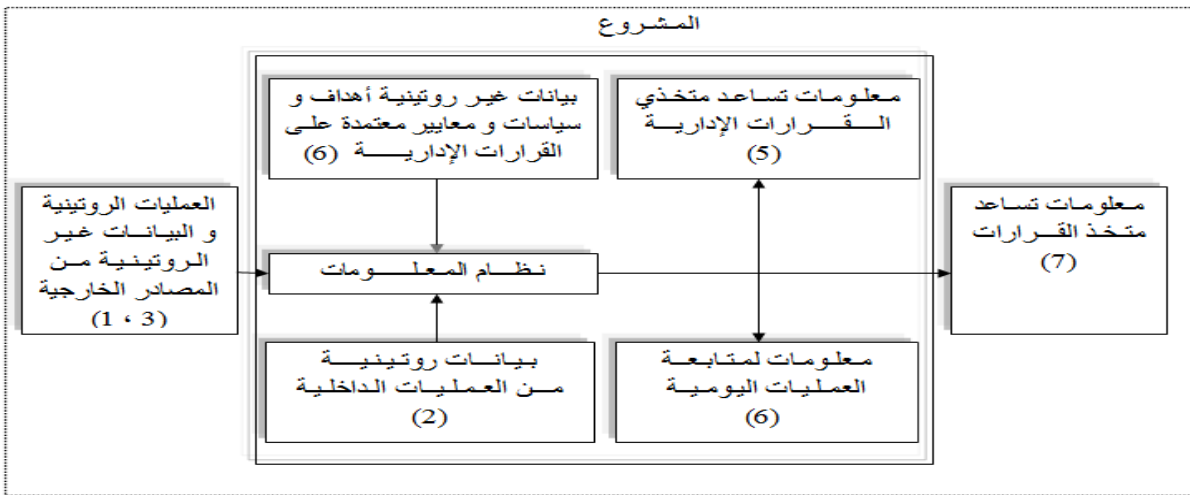 المشروع
بيانات غير روتينية أهداف و
سياسات و معايير معتمدة على
القرارات الإدارية (6)
معلومات تساعد متخذي
القرارات الإدارية
(5)
العمليات الروتينية
و البيانات غير
الروتينية من
المصادر الخارجية
(1 ، 3)
نظام المعلومات
معلومات تساعد
متخذ القرارات
(7)
بيانات روتينية
من العمليات الداخلية
(2)
معلومات لمتابعة
العمليات اليومية
(6)